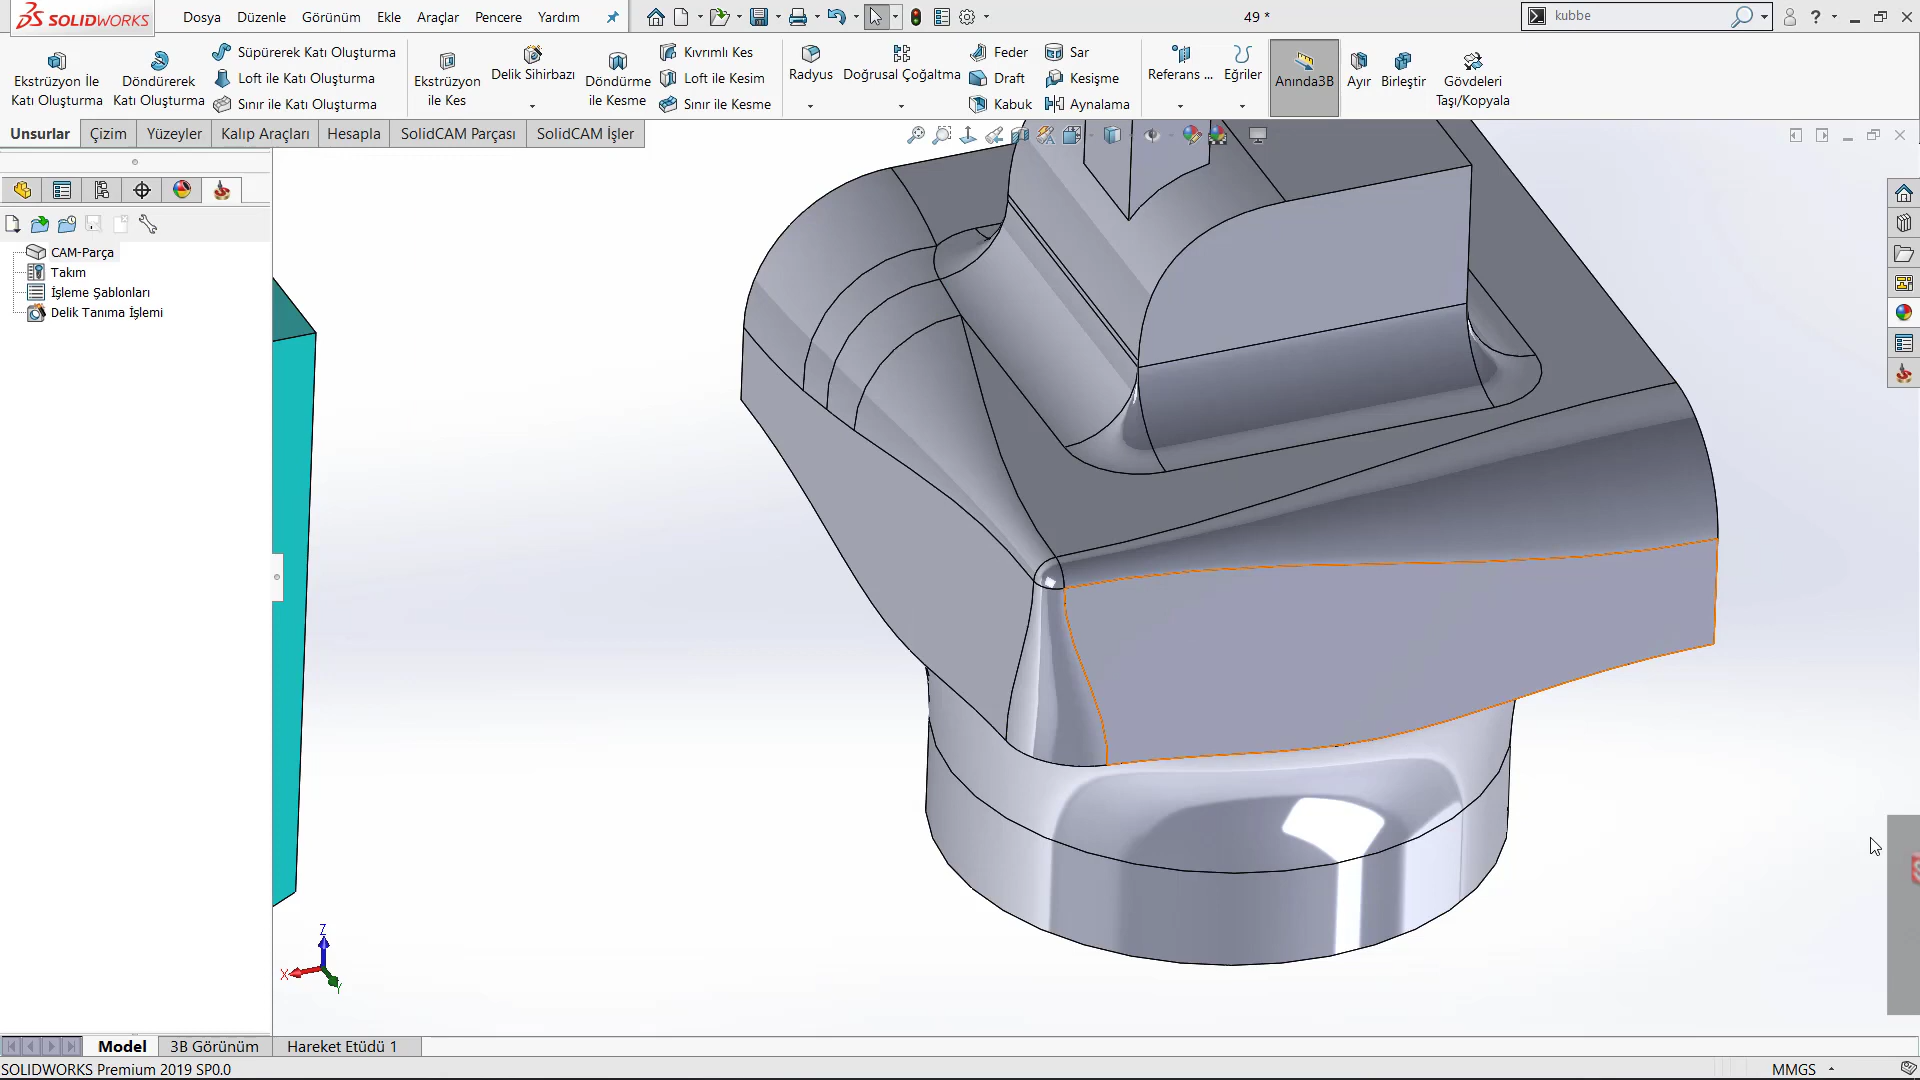 SOLIDWORKS Dosya Düzenle Görünüm Ekle Araçlar Pencere Yardım 49 * kubbe ?
Ekstrüzyon İle Katı Oluşturma
Döndürerek Katı Oluşturma
Süpürerek Katı Oluşturma
Loft ile Katı Oluşturma
Sınır ile Katı Oluşturma
Ekstrüzyon ile Kes
Delik Sihirbazı
Döndürme ile Kesme
Kıvrımlı Kes
Loft ile Kesim
Sınır ile Kesme
Radyus
Doğrusal Çoğaltma
Feder
Draft
Kabuk
Sar
Kesişme
Aynalama
Referans ...
Eğriler
Anında3B
Ayır
Birleştir
Gövdeleri Taşı/Kopyala
Unsurlar Çizim Yüzeyler Kalıp Araçları Hesapla SolidCAM Parçası SolidCAM İşler
CAM-Parça
Takım
İşleme Şablonları
Delik Tanıma İşlemi
Z
X
Y
Model 3B Görünüm Hareket Etüdü 1
SOLIDWORKS Premium 2019 SP0.0 MMGS